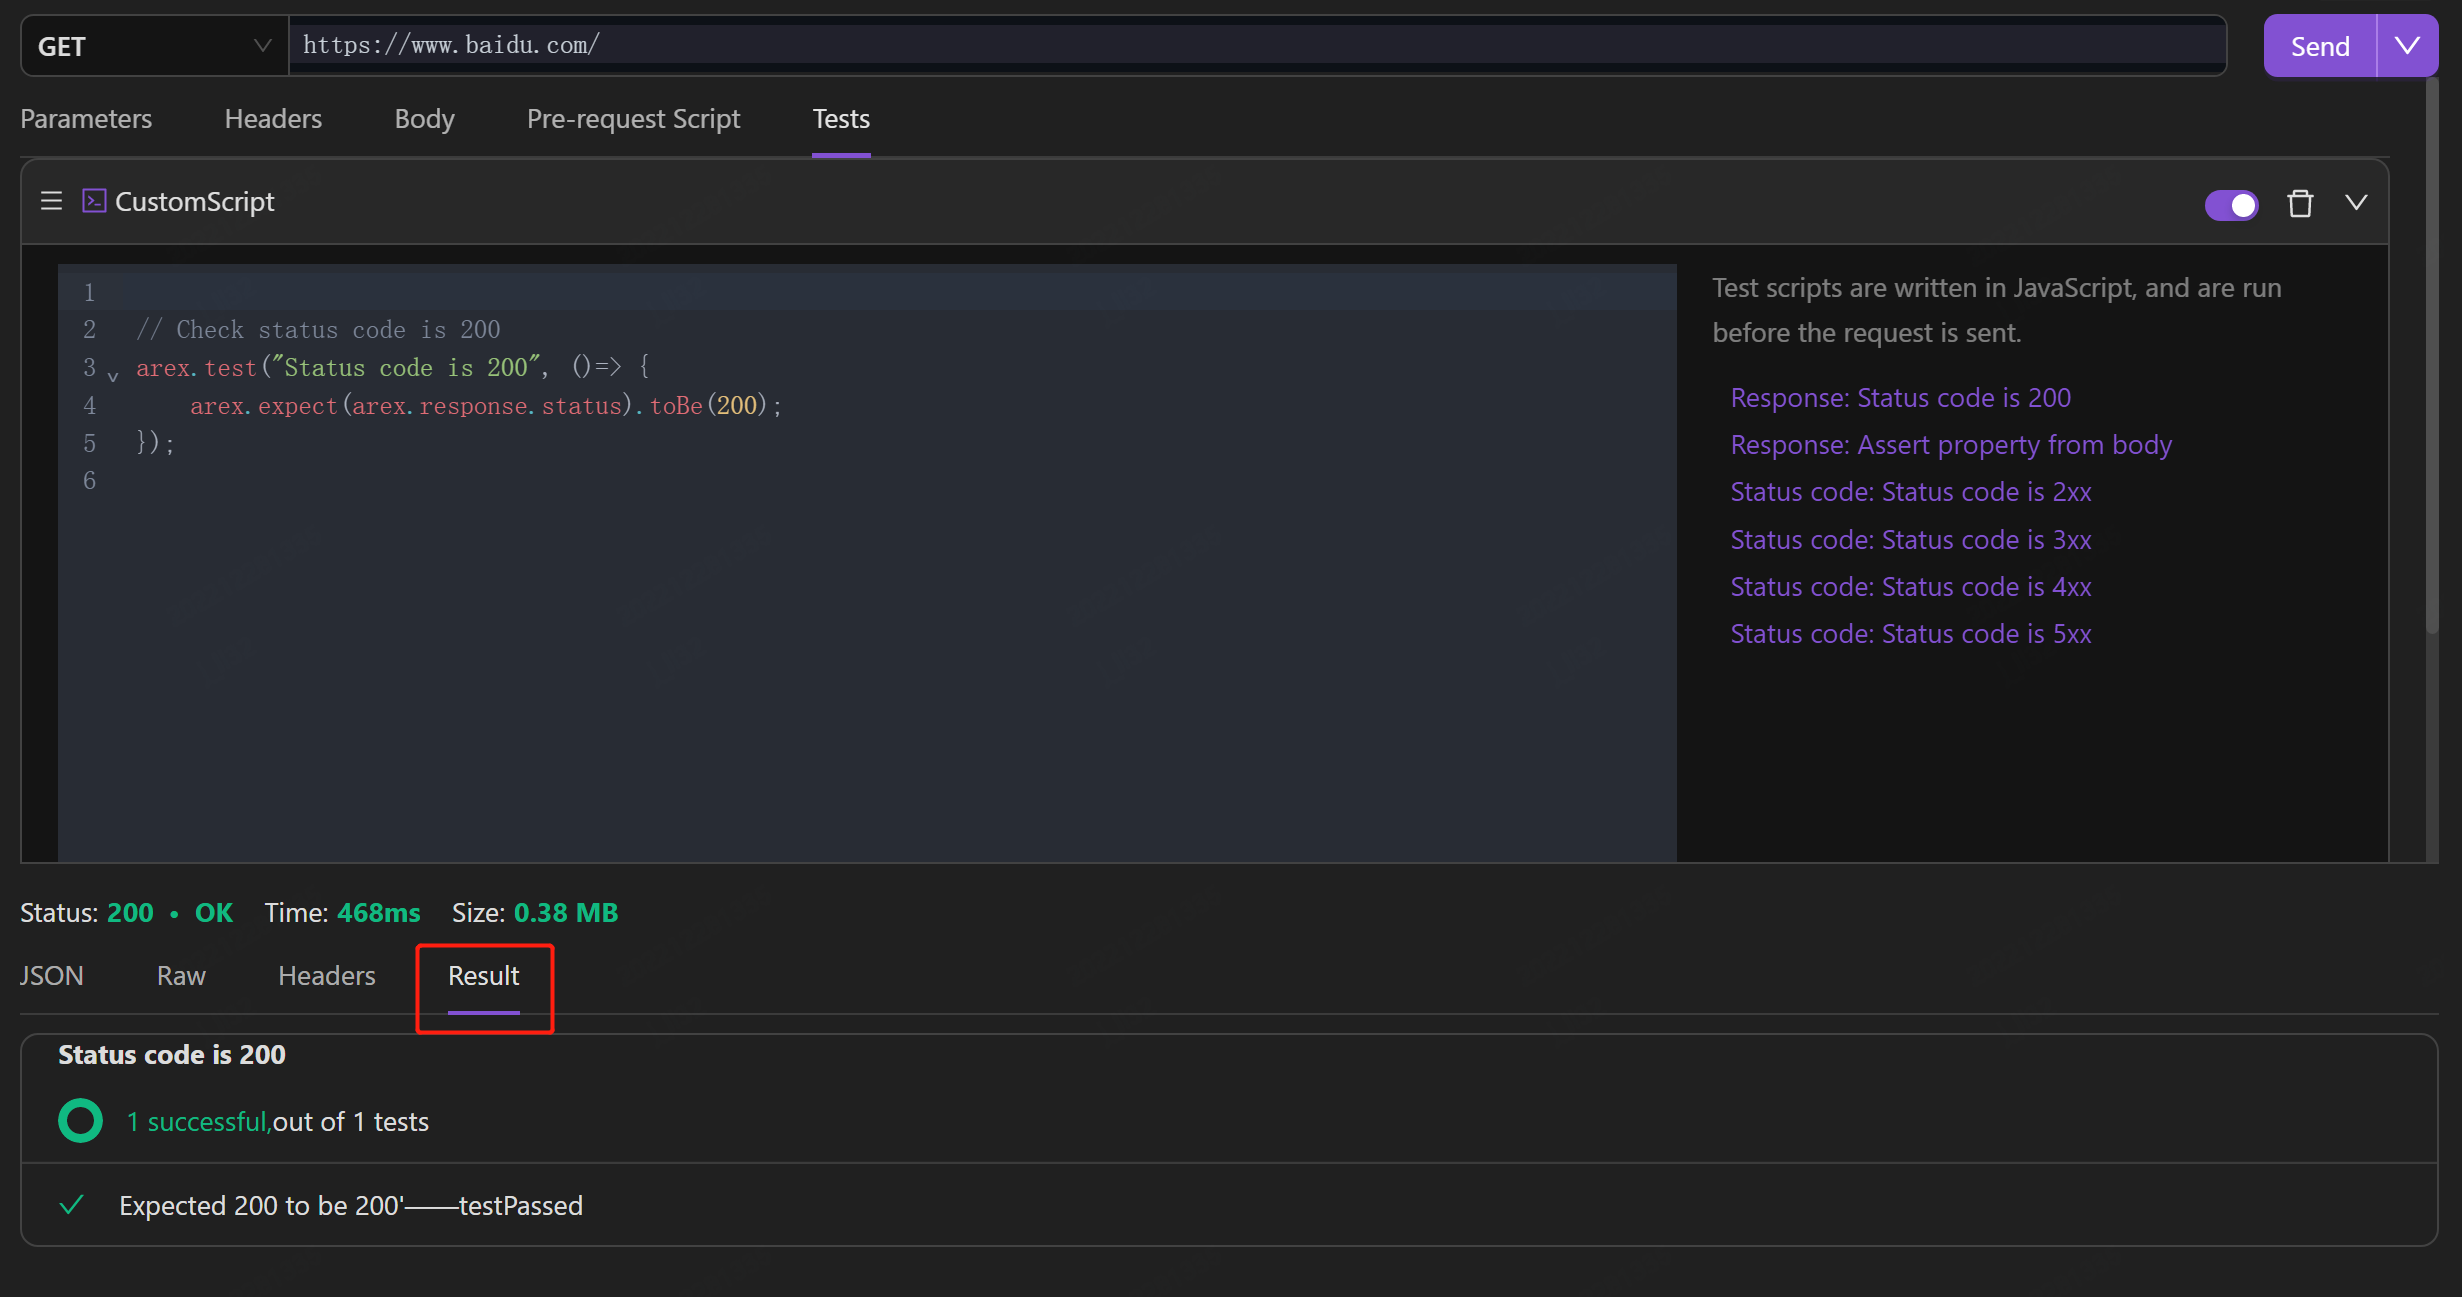 GET https://www.baidu.com/ Send
Parameters Headers Body Pre-request Script Tests
CustomScript
1
2 // Check status code is 200
3 arex.test("Status code is 200", ()=> {
4 arex.expect(arex.response.status).toBe(200);
5 });
6
Test scripts are written in JavaScript, and are run
before the request is sent.
Response: Status code is 200
Response: Assert property from body
Status code: Status code is 2xx
Status code: Status code is 3xx
Status code: Status code is 4xx
Status code: Status code is 5xx
Status: 200 • OK Time: 468ms Size: 0.38 MB
JSON Raw Headers Result
Status code is 200
1 successful,out of 1 tests
Expected 200 to be 200'——testPassed